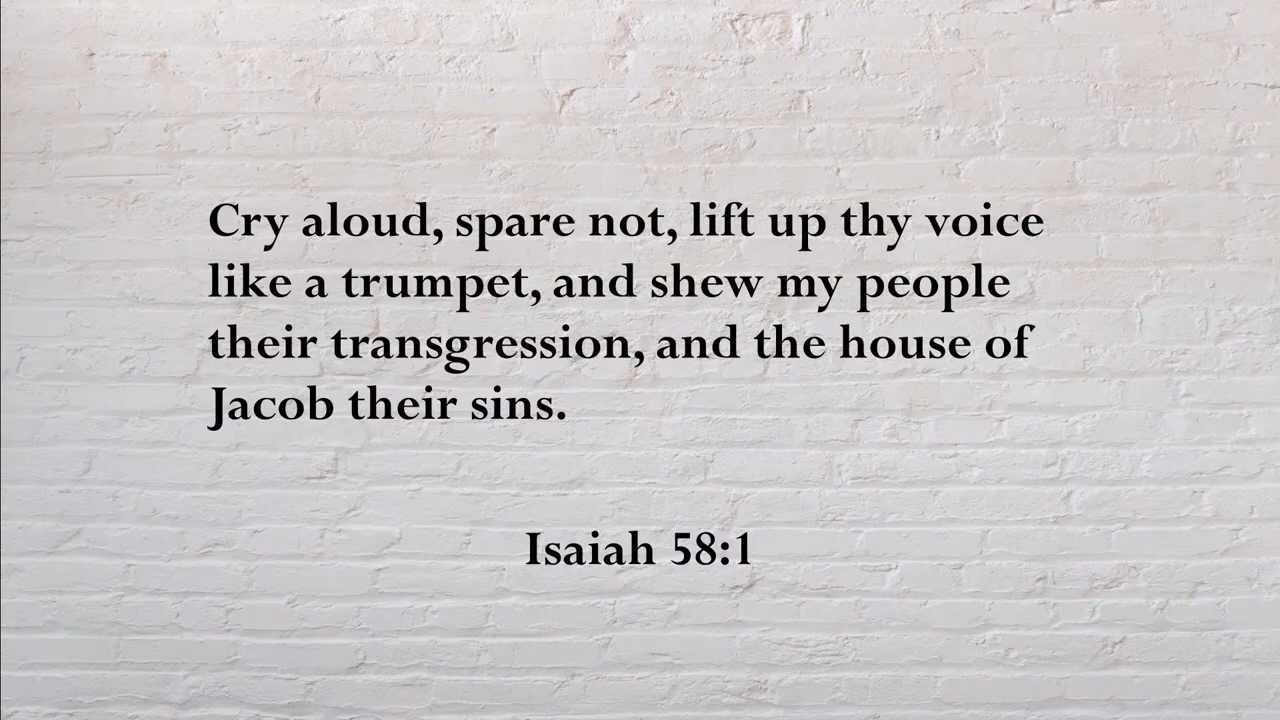 Cry aloud, spare not, lift up thy voice
like a trumpet, and shew my people
their transgression, and the house of
Jacob their sins.
Isaiah 58:1